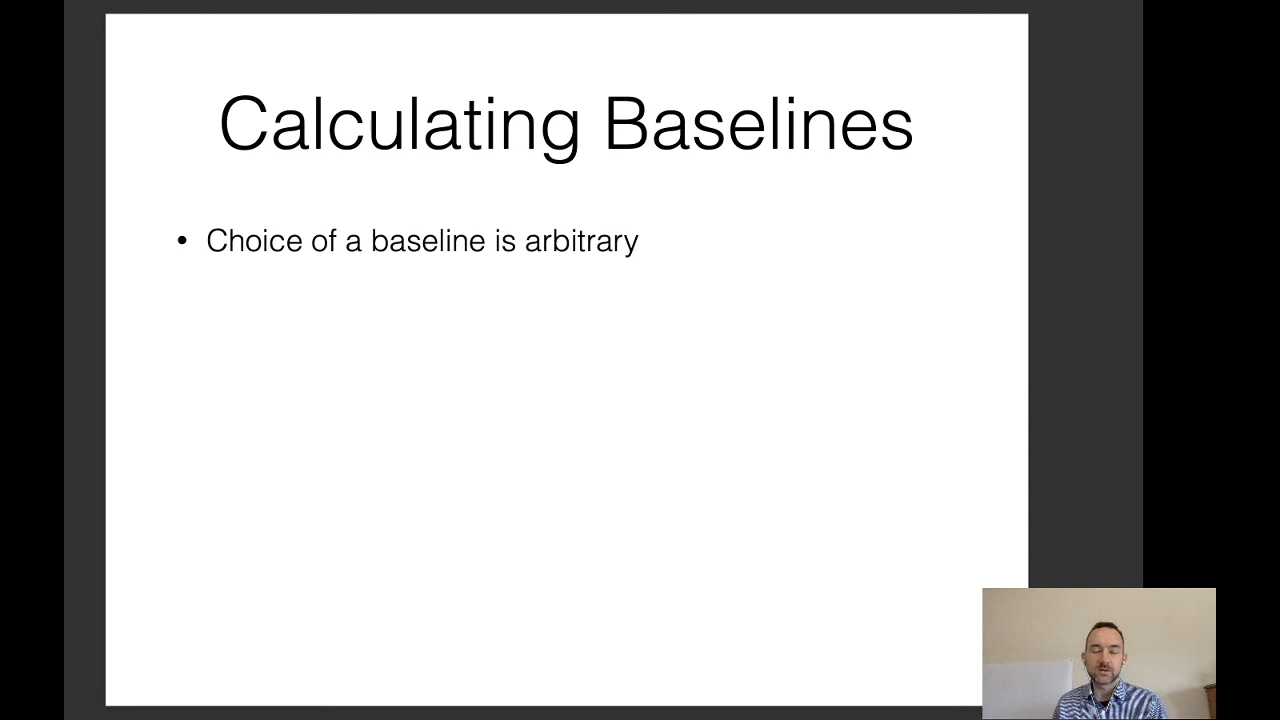 Calculating Baselines
• Choice of a baseline is arbitrary